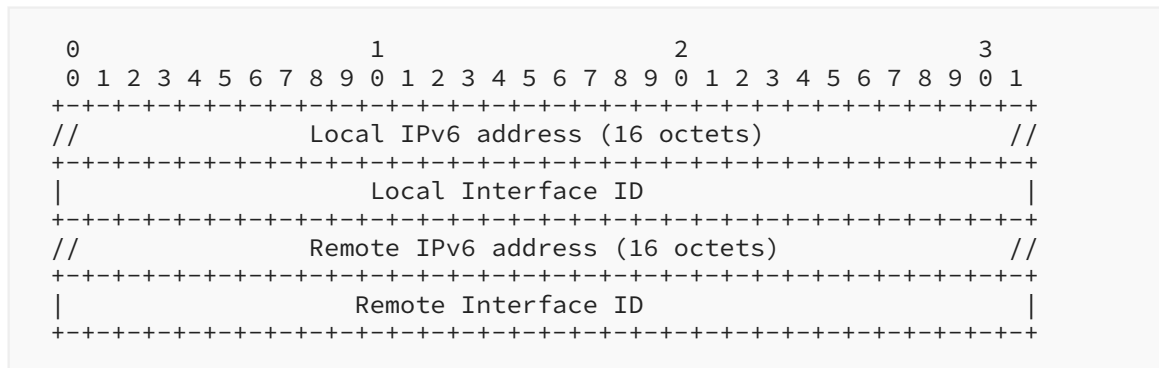 0                   1                   2                   3
 0 1 2 3 4 5 6 7 8 9 0 1 2 3 4 5 6 7 8 9 0 1 2 3 4 5 6 7 8 9 0 1
+-+-+-+-+-+-+-+-+-+-+-+-+-+-+-+-+-+-+-+-+-+-+-+-+-+-+-+-+-+-+-+-+
//               Local IPv6 address (16 octets)                //
+-+-+-+-+-+-+-+-+-+-+-+-+-+-+-+-+-+-+-+-+-+-+-+-+-+-+-+-+-+-+-+-+
|                    Local Interface ID                         |
+-+-+-+-+-+-+-+-+-+-+-+-+-+-+-+-+-+-+-+-+-+-+-+-+-+-+-+-+-+-+-+-+
//               Remote IPv6 address (16 octets)               //
+-+-+-+-+-+-+-+-+-+-+-+-+-+-+-+-+-+-+-+-+-+-+-+-+-+-+-+-+-+-+-+-+
|                   Remote Interface ID                         |
+-+-+-+-+-+-+-+-+-+-+-+-+-+-+-+-+-+-+-+-+-+-+-+-+-+-+-+-+-+-+-+-+